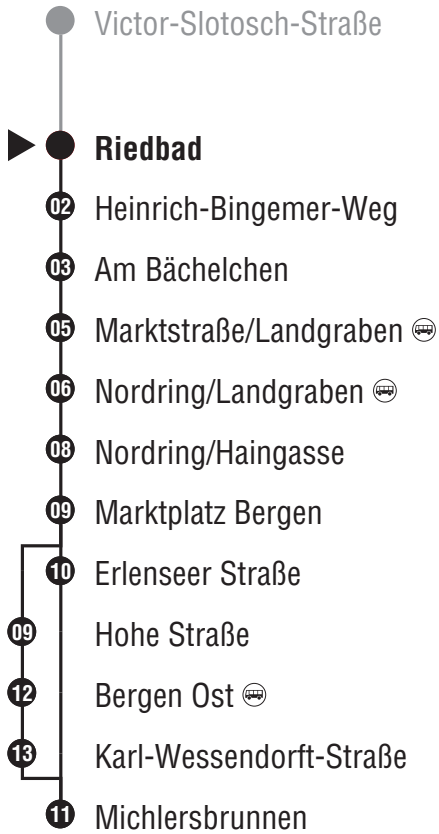 Victor-Slotosch-Straße
Riedbad
02 Heinrich-Bingemer-Weg
03 Am Bächelchen
05 Marktstraße/Landgraben
06 Nordring/Landgraben
08 Nordring/Haingasse
09 Marktplatz Bergen
10 Erlenseer Straße
09 Hohe Straße
12 Bergen Ost
13 Karl-Wessendorft-Straße
11 Michlersbrunnen